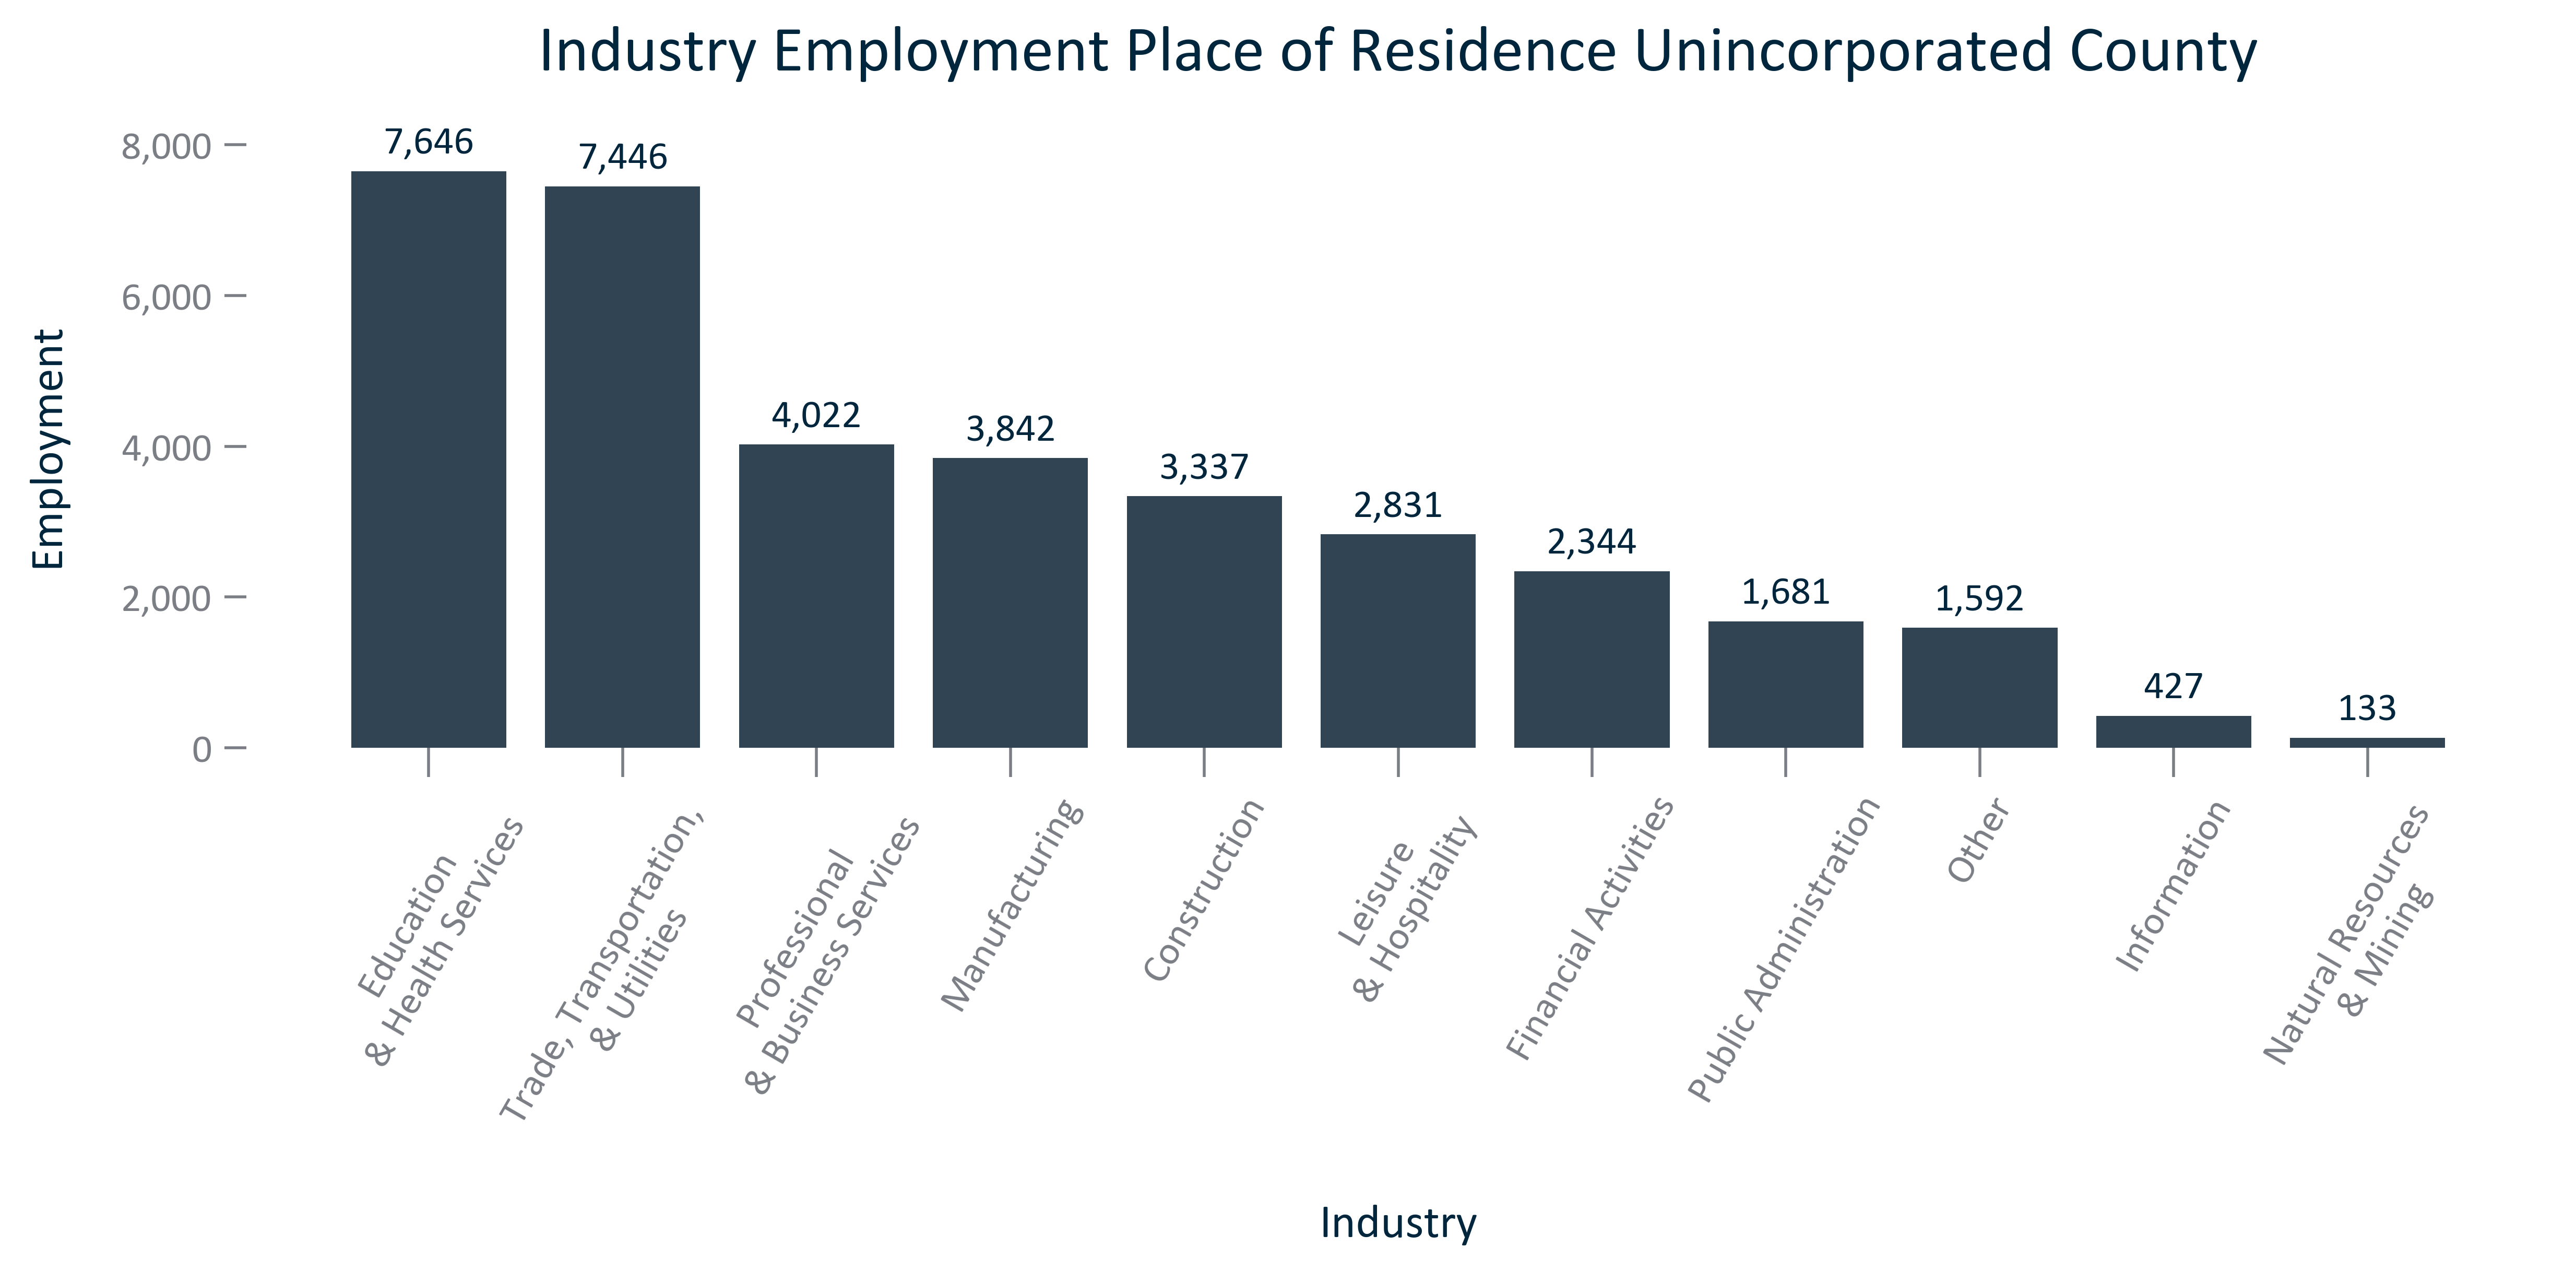 Industry Employment Place of Residence Unincorporated County
Employment
8,000
6,000
4,000
2,000
0
7,646
7,446
4,022
3,842
3,337
2,831
2,344
1,681
1,592
427
133
Education
& Health Services
Trade, Transportation,
& Utilities
Professional
& Business Services
Manufacturing
Construction
Leisure
& Hospitality
Financial Activities
Public Administration
Other
Information
Natural Resources
& Mining
Industry